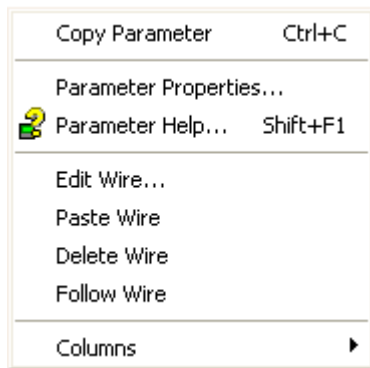 Copy Parameter Ctrl+C
Parameter Properties...
Parameter Help... Shift+F1
Edit Wire...
Paste Wire
Delete Wire
Follow Wire
Columns